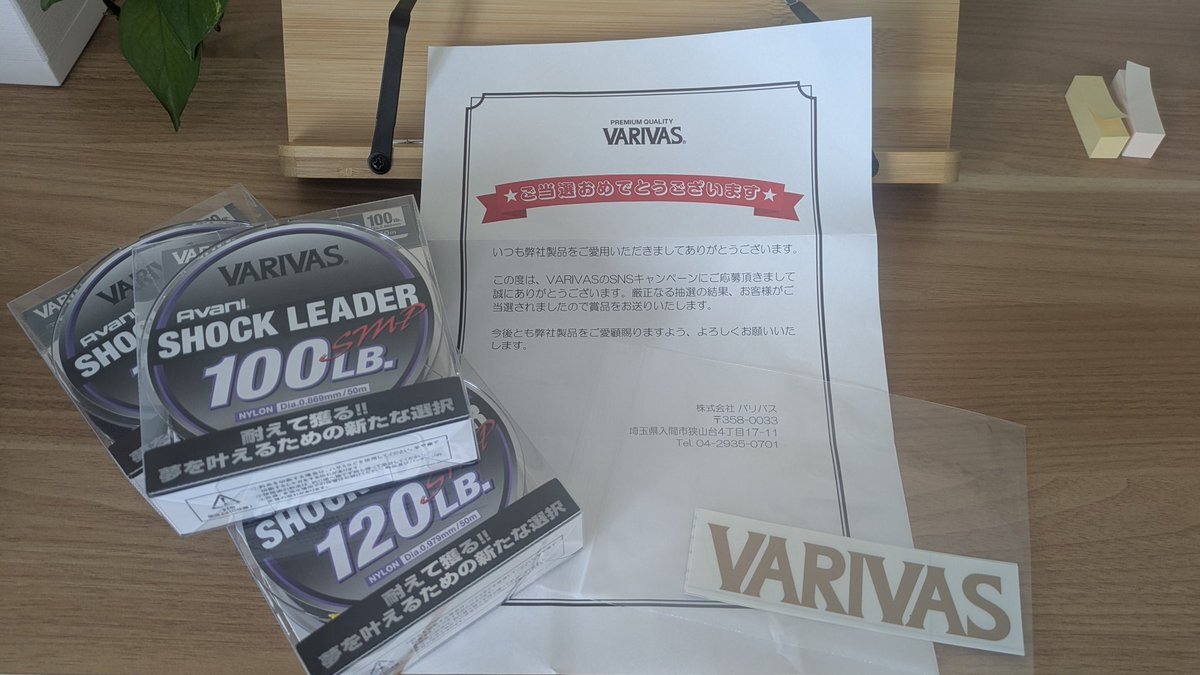 PREMIUM QUALITY
VARIVAS®
★ご当選おめでとうございます★
いつも弊社製品をご愛用いただきましてありがとうございます。
この度は、VARIVASのSNSキャンペーンにご応募頂きまして
誠にありがとうございます。厳正なる抽選の結果、お客様がご
当選されましたので賞品をお送りいたします。
今後とも弊社製品をご愛顧賜りますよう、よろしくお願いいた
します。
株式会社 バリバス
〒358-0033
埼玉県入間市狭山台4丁目17-11
Tel. 04-2935-0701
VARIVAS
100lb.
VARIVAS®
Avani
SHOCK LEADER
SMP
100LB.
NYLON Dia.0.869mm/50m
耐えて獲る!!
夢を叶えるための新たな選択
VARIVAS
Avani
SHO
SHOCK
120LB.
NYLON Dia.0.979mm/50m
耐えて獲る!!
夢を叶えるための新たな選択